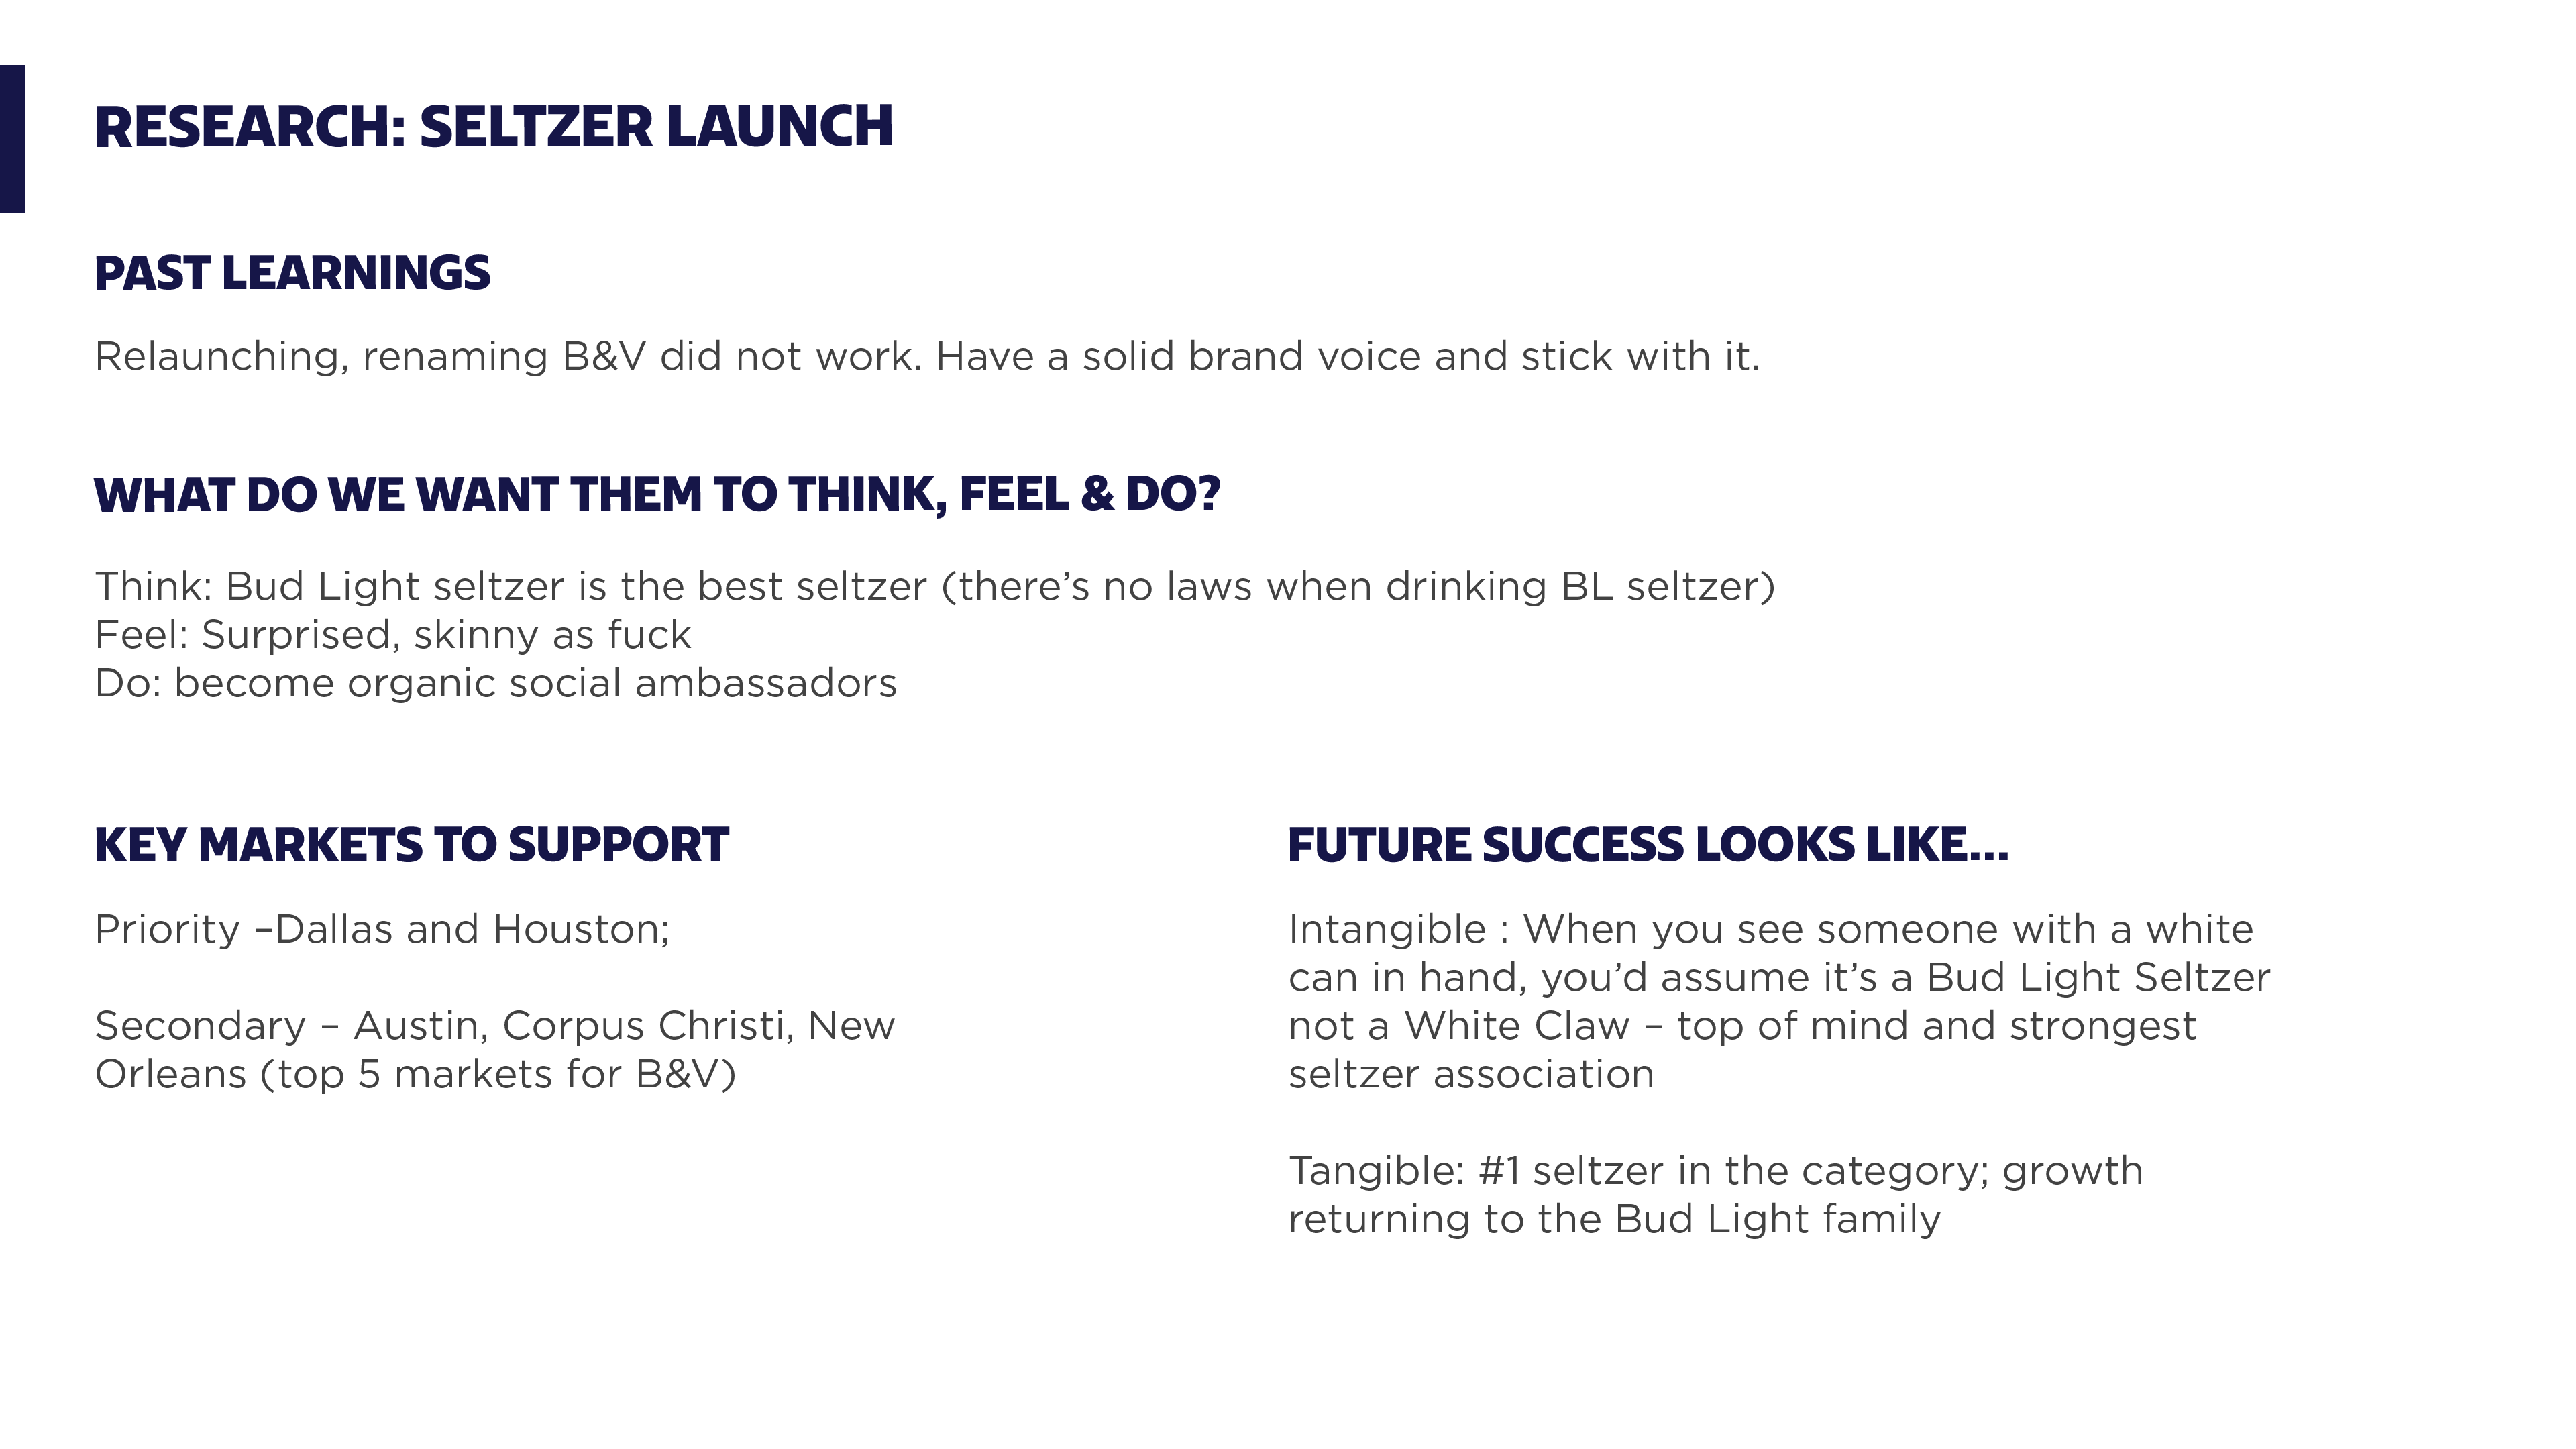 RESEARCH: SELTZER LAUNCH
PAST LEARNINGS
Relaunching, renaming B&V did not work. Have a solid brand voice and stick with it.
WHAT DO WE WANT THEM TO THINK, FEEL & DO?
Think: Bud Light seltzer is the best seltzer (there’s no laws when drinking BL seltzer)
Feel: Surprised, skinny as fuck
Do: become organic social ambassadors
KEY MARKETS TO SUPPORT
Priority –Dallas and Houston;
Secondary – Austin, Corpus Christi, New
Orleans (top 5 markets for B&V)
FUTURE SUCCESS LOOKS LIKE...
Intangible : When you see someone with a white
can in hand, you’d assume it’s a Bud Light Seltzer
not a White Claw – top of mind and strongest
seltzer association
Tangible: #1 seltzer in the category; growth
returning to the Bud Light family